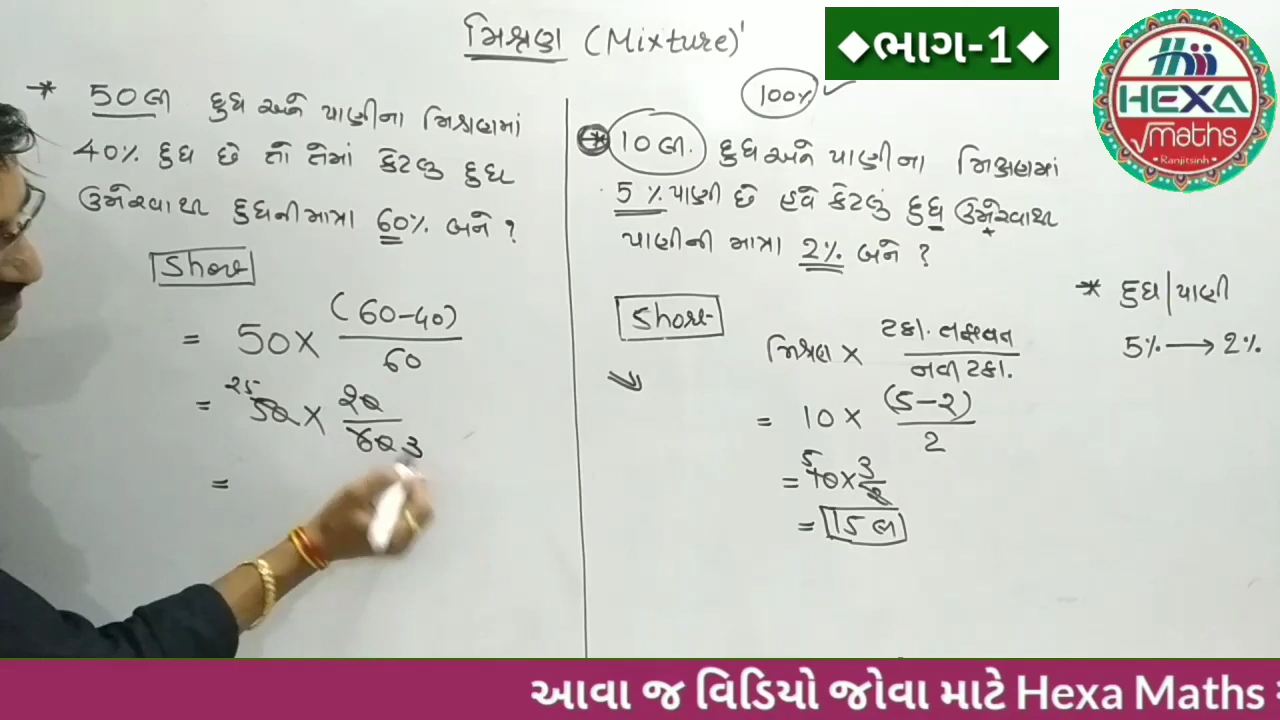 મિશ્રણ (Mixture)'
◆ભાગ-1◆
HEXA
√maths
Ranjitsinh
* 50લી દુધ અને પાણીના મિશ્રણમાં
40% દુધ છે તો તેમાં કેટલુ દુધ
ઉમેરવાથી દુધની માત્રા 60% બને ?
Short
= 50 × (60-40)
60
= 25 50 × 20
60 3
=
100% ✓
* 10લી. દુધ અને પાણીના મિશ્રણમાં
5% પાણી છે હવે કેટલું દુધ ઉમેરવાથી
પાણીની માત્રા 2% બને ?
Short
મિશ્રણ × ટકા. તફાવત
નવી ટકા.
= 10 × (5-2)
2
= 5 10 × 3
2
= 15 લ
* દુધ | પાણી
5% → 2%
આવા જ વિડિયો જોવા માટે Hexa Maths